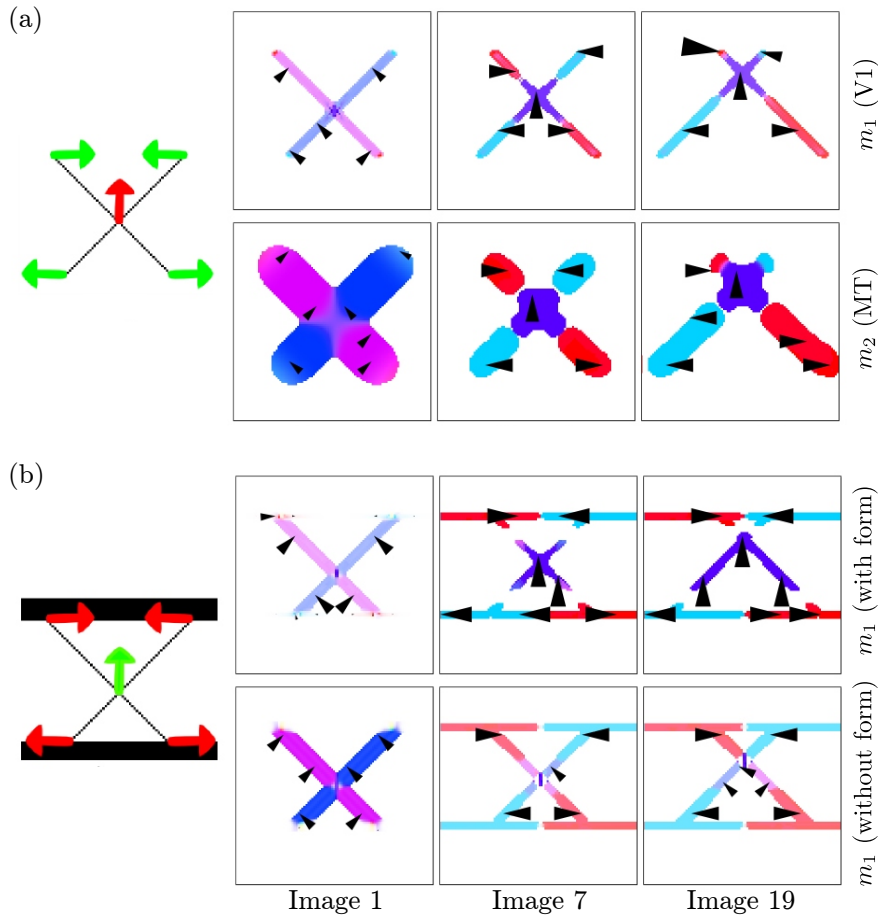 (a)
m₁ (V1)
m₂ (MT)
(b)
m₁ (with form)
m₁ (without form)
Image 1
Image 7
Image 19